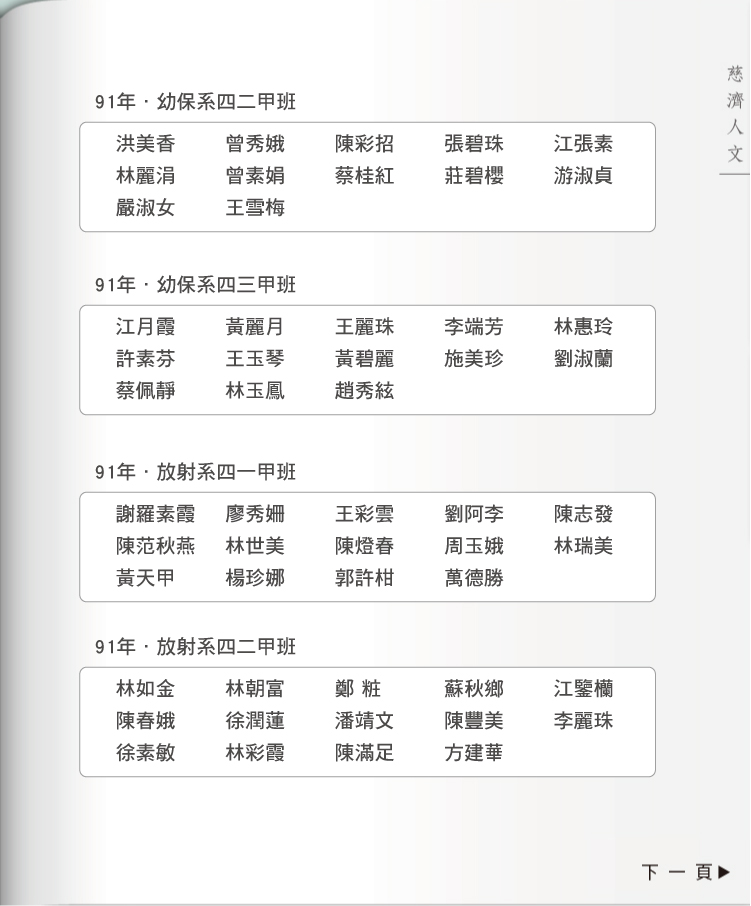 慈濟人文
91年·幼保系四二甲班
洪美香 曾秀娥 陳彩招 張碧珠 江張素
林麗涓 曾素娟 蔡桂紅 莊碧櫻 游淑貞
嚴淑女 王雪梅
91年·幼保系四三甲班
江月霞 黃麗月 王麗珠 李端芳 林惠玲
許素芬 王玉琴 黃碧麗 施美珍 劉淑蘭
蔡佩靜 林玉鳳 趙秀絃
91年·放射系四一甲班
謝羅素霞 廖秀姍 王彩雲 劉阿李 陳志發
陳范秋燕 林世美 陳燈春 周玉娥 林瑞美
黃天甲 楊珍娜 郭許柑 萬德勝
91年·放射系四二甲班
林如金 林朝富 鄭 粧 蘇秋鄉 江鑒欗
陳春娥 徐潤蓮 潘靖文 陳豐美 李麗珠
徐素敏 林彩霞 陳滿足 方建華
下一頁▶